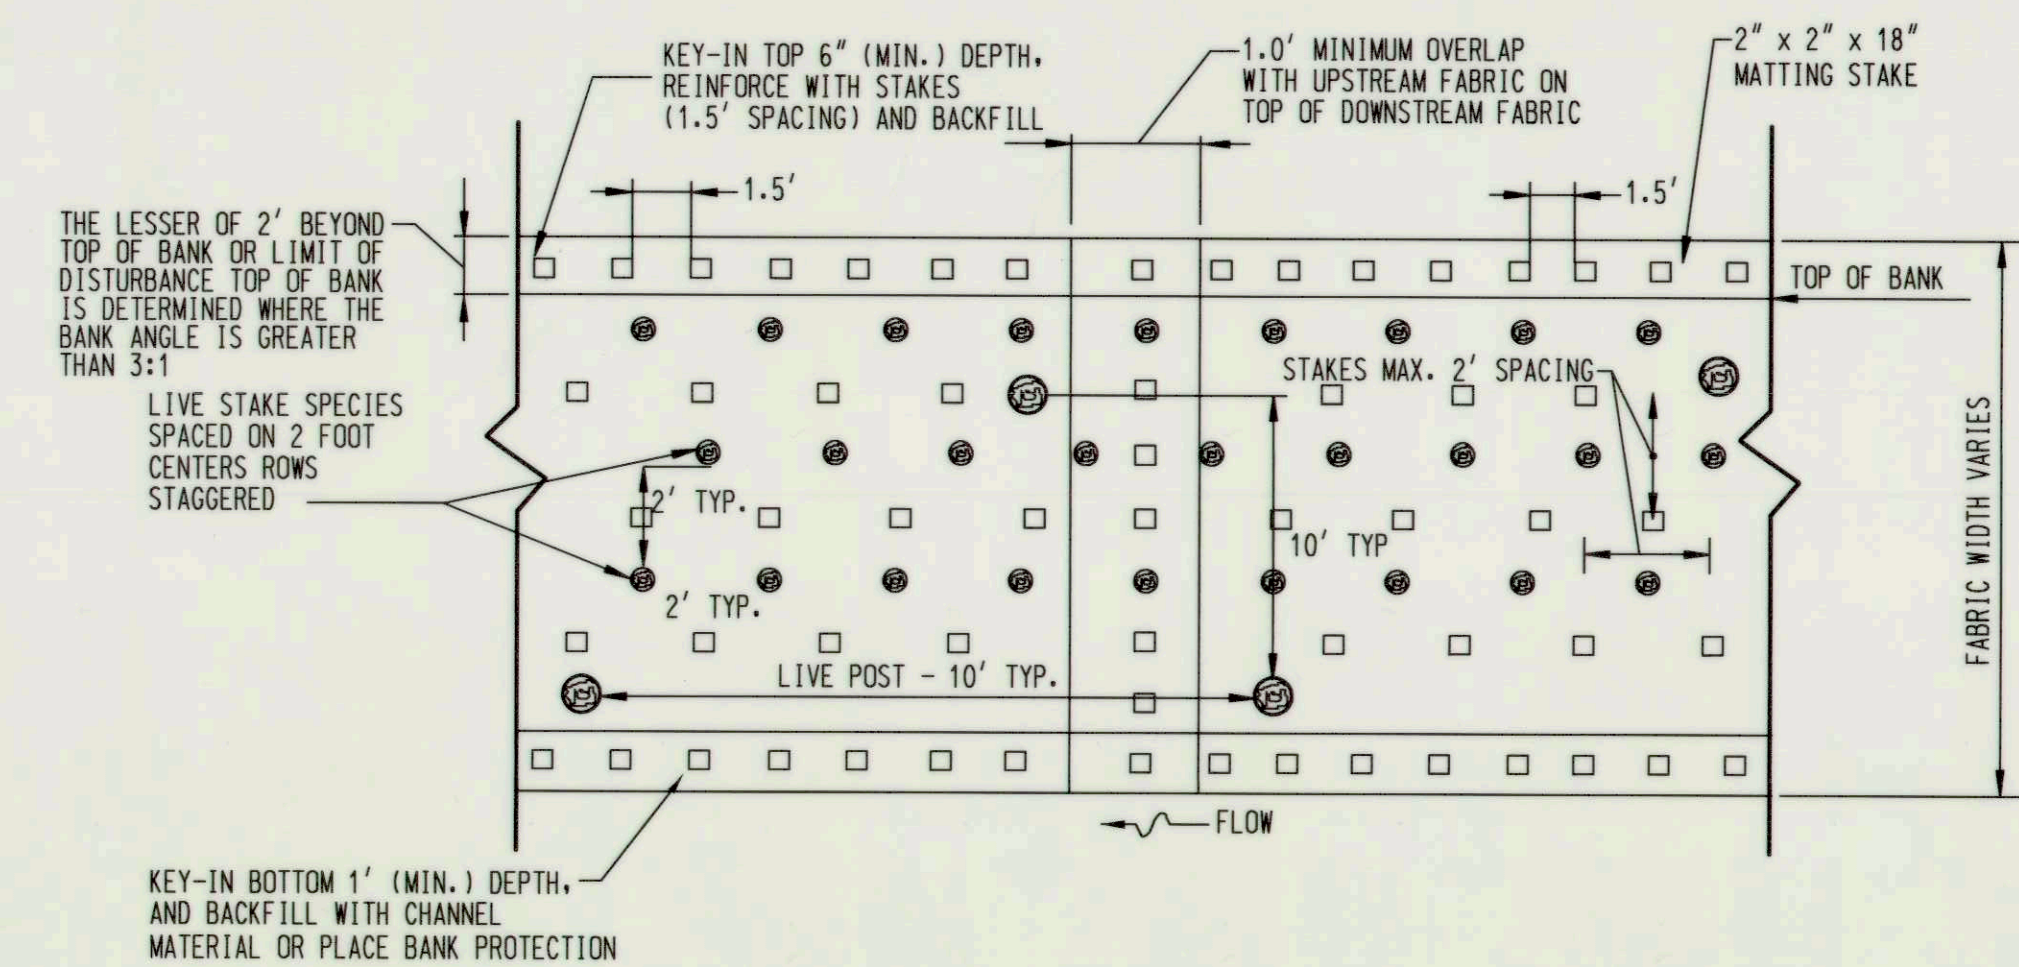 KEY-IN TOP 6" (MIN.) DEPTH,
REINFORCE WITH STAKES
(1.5' SPACING) AND BACKFILL
1.0' MINIMUM OVERLAP
WITH UPSTREAM FABRIC ON
TOP OF DOWNSTREAM FABRIC
2" x 2" x 18"
MATTING STAKE
1.5'
1.5'
THE LESSER OF 2' BEYOND
TOP OF BANK OR LIMIT OF
DISTURBANCE TOP OF BANK
IS DETERMINED WHERE THE
BANK ANGLE IS GREATER
THAN 3:1
TOP OF BANK
STAKES MAX. 2' SPACING
LIVE STAKE SPECIES
SPACED ON 2 FOOT
CENTERS ROWS
STAGGERED
2' TYP.
10' TYP
2' TYP.
FABRIC WIDTH VARIES
LIVE POST - 10' TYP.
FLOW
KEY-IN BOTTOM 1' (MIN.) DEPTH,
AND BACKFILL WITH CHANNEL
MATERIAL OR PLACE BANK PROTECTION